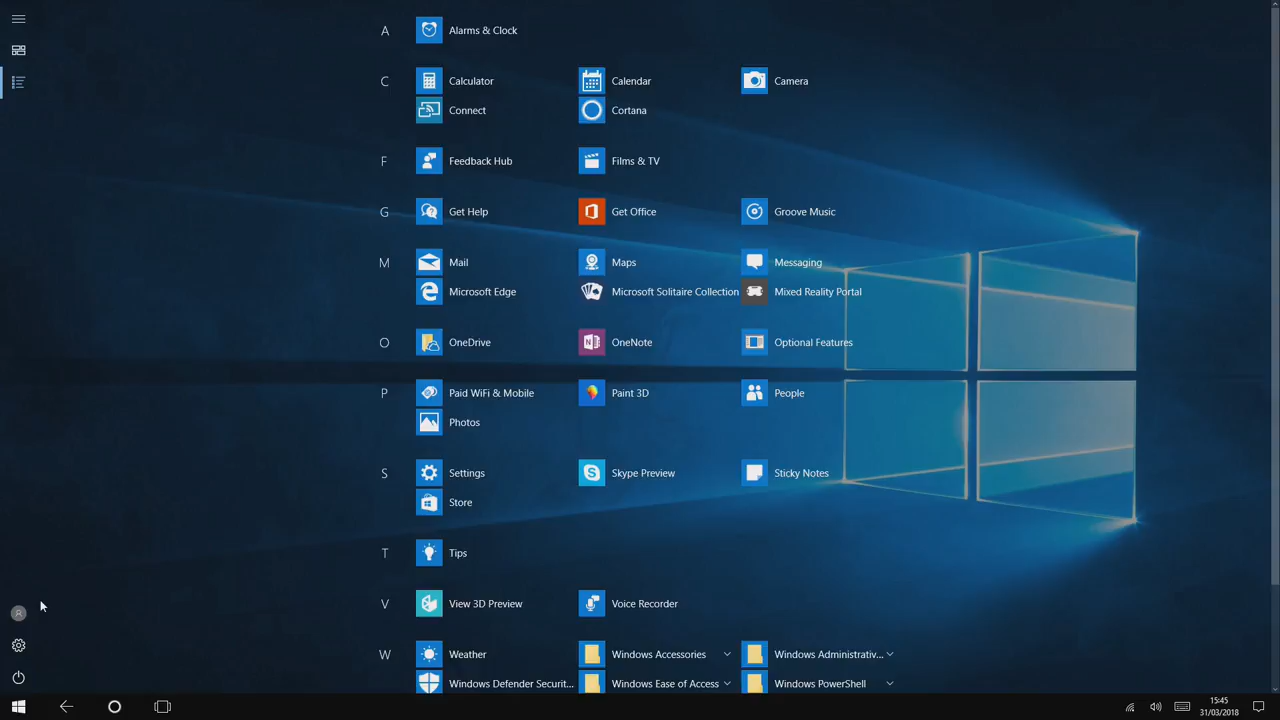 A Alarms & Clock
C Calculator Calendar Camera
Connect Cortana
F Feedback Hub Films & TV
G Get Help Get Office Groove Music
M Mail Maps Messaging
Microsoft Edge Microsoft Solitaire Collection Mixed Reality Portal
O OneDrive OneNote Optional Features
P Paid WiFi & Mobile Paint 3D People
Photos
S Settings Skype Preview Sticky Notes
Store
T Tips
V View 3D Preview Voice Recorder
W Weather Windows Accessories Windows Administrativ...
Windows Defender Securit... Windows Ease of Access Windows PowerShell
15:45
31/03/2018